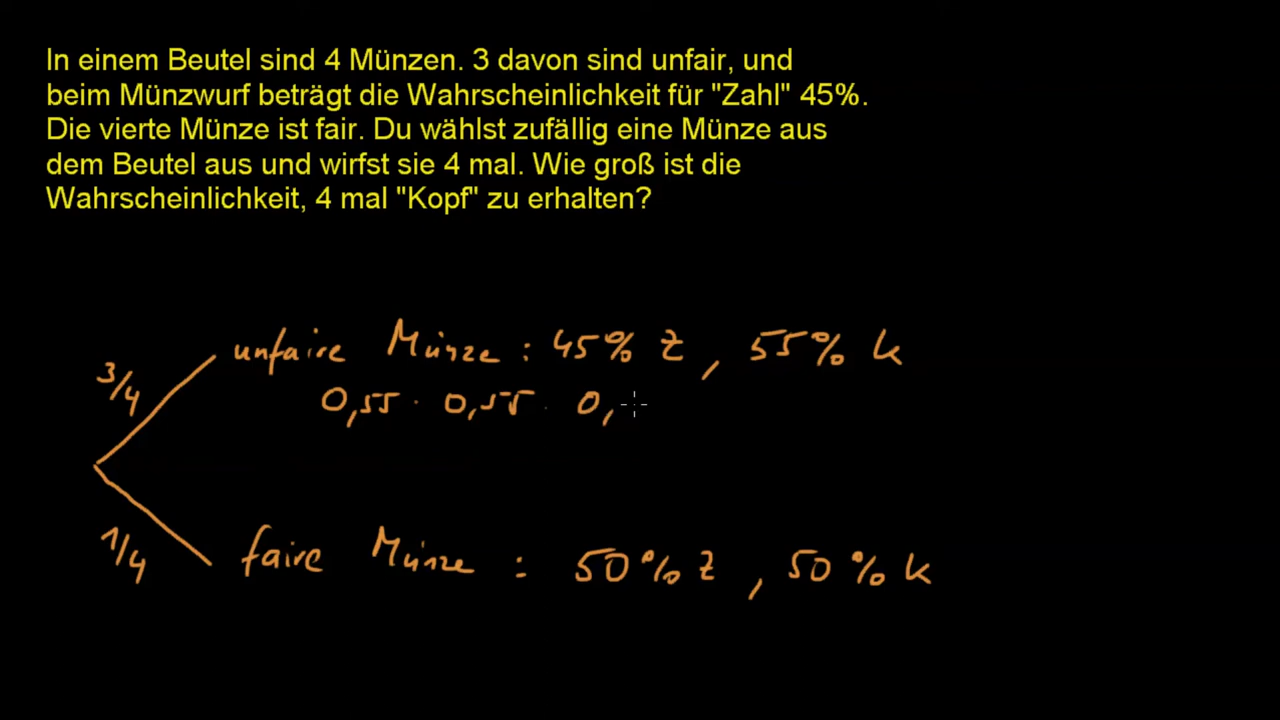 In einem Beutel sind 4 Münzen. 3 davon sind unfair, und
beim Münzwurf beträgt die Wahrscheinlichkeit für "Zahl" 45%.
Die vierte Münze ist fair. Du wählst zufällig eine Münze aus
dem Beutel aus und wirfst sie 4 mal. Wie groß ist die
Wahrscheinlichkeit, 4 mal "Kopf" zu erhalten?
3/4
unfaire Münze : 45% Z , 55% K
0,55 · 0,55 · 0,
1/4
faire Münze : 50% Z , 50% K